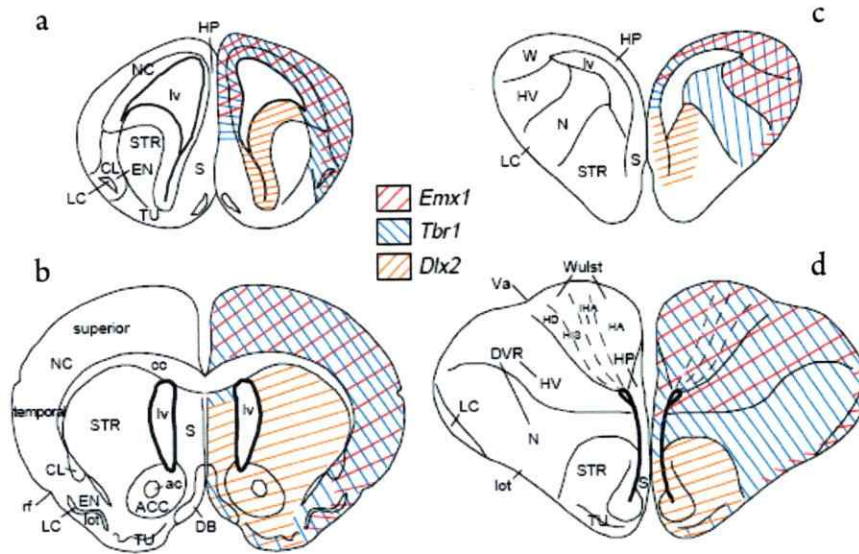 a
HP
NC
lv
STR
CL
EN
S
LC
TU
c
HP
W
lv
HV
N
LC
S
STR
Emx1
Tbr1
Dlx2
b
superior
NC
cc
temporal
STR
lv
S
lv
CL
ac
ACC
EN
rf
LC
lot
TU
DB
d
Wulst
Va
HD
HIS
IHA
HA
DVR
HP
HV
LC
N
STR
lot
S
TU